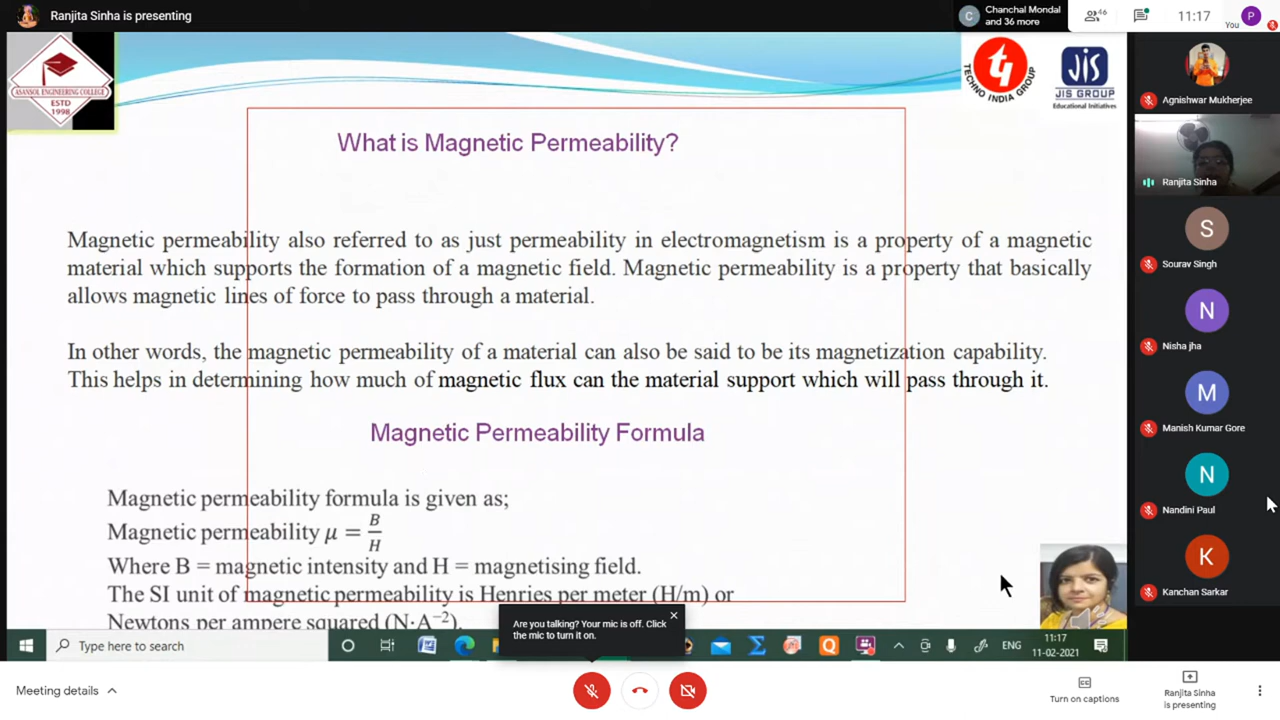 Ranjita Sinha is presenting
Chanchal Mondal
and 36 more
46
11:17
P
You
C
ASANSOL ENGINEERING COLLEGE
ESTD
1998
TECHNO INDIA GROUP
JIS
JIS GROUP
Educational Initiatives
What is Magnetic Permeability?
Magnetic permeability also referred to as just permeability in electromagnetism is a property of a magnetic
material which supports the formation of a magnetic field. Magnetic permeability is a property that basically
allows magnetic lines of force to pass through a material.
In other words, the magnetic permeability of a material can also be said to be its magnetization capability.
This helps in determining how much of magnetic flux can the material support which will pass through it.
Magnetic Permeability Formula
Magnetic permeability formula is given as;
Magnetic permeability μ = B/H
Where B = magnetic intensity and H = magnetising field.
The SI unit of magnetic permeability is Henries per meter (H/m) or
Newtons per ampere squared (N·A⁻²).
Agnishwar Mukherjee
Ranjita Sinha
S
Sourav Singh
N
Nisha jha
M
Manish Kumar Gore
N
Nandini Paul
K
Kanchan Sarkar
Are you talking? Your mic is off. Click
the mic to turn it on.
Type here to search
ENG
11:17
11-02-2021
Meeting details
Turn on captions
Ranjita Sinha
is presenting